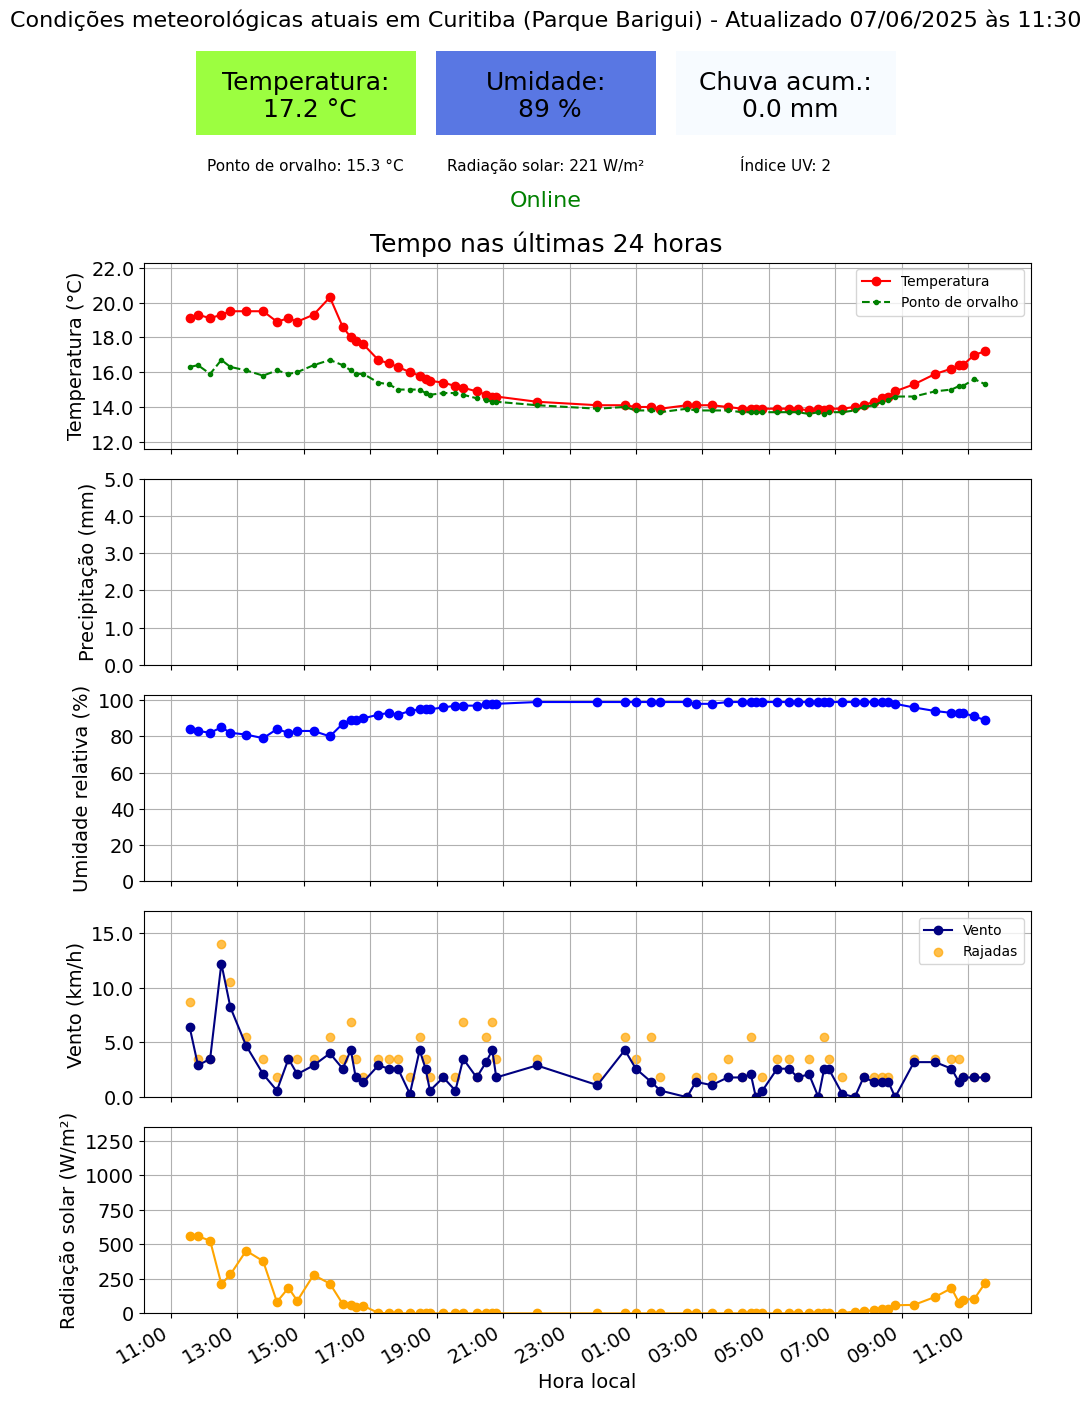 Condições meteorológicas atuais em Curitiba (Parque Barigui) - Atualizado 07/06/2025 às 11:30
Temperatura:
17.2 °C
Umidade:
89 %
Chuva acum.:
0.0 mm
Ponto de orvalho: 15.3 °C
Radiação solar: 221 W/m²
Índice UV: 2
Online
Tempo nas últimas 24 horas
Temperatura (°C)
22.0
20.0
18.0
16.0
14.0
12.0
Temperatura
Ponto de orvalho
Precipitação (mm)
5.0
4.0
3.0
2.0
1.0
0.0
Umidade relativa (%)
100
80
60
40
20
0
Vento (km/h)
15.0
10.0
5.0
0.0
Vento
Rajadas
Radiação solar (W/m²)
1250
1000
750
500
250
0
11:00
13:00
15:00
17:00
19:00
21:00
23:00
01:00
03:00
05:00
07:00
09:00
11:00
Hora local